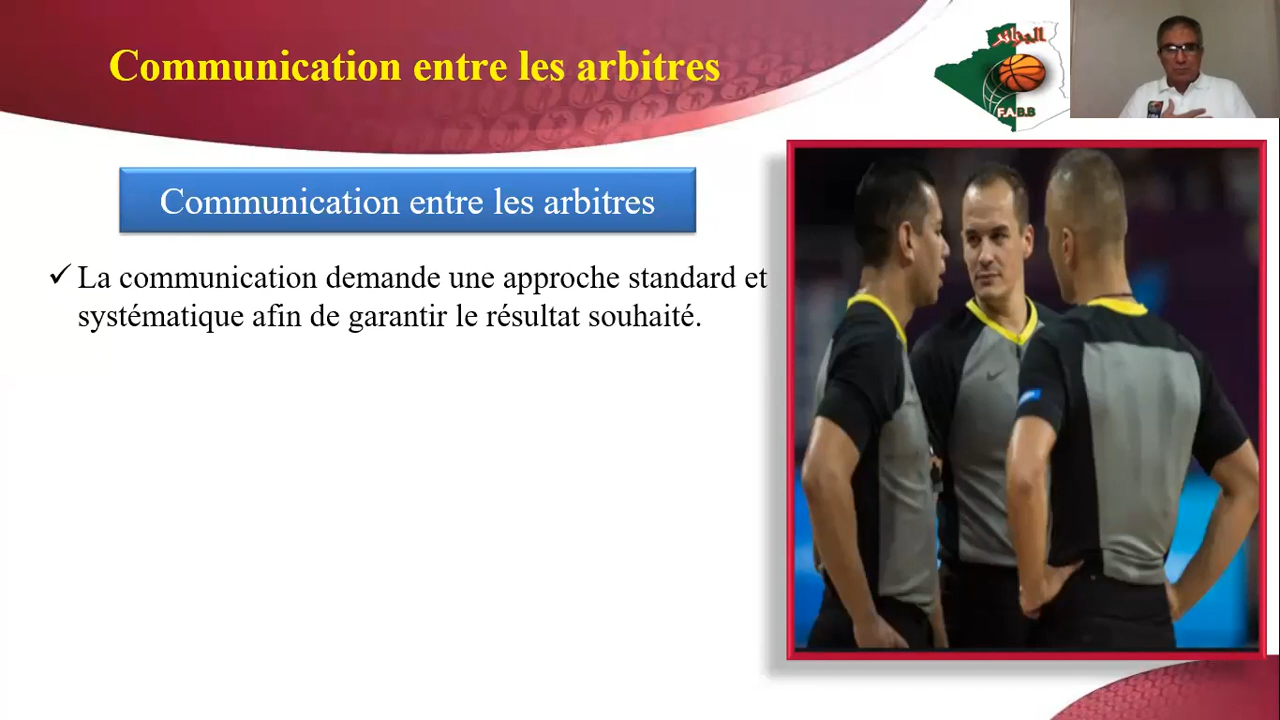 Communication entre les arbitres
الجزائر
F.A.B.B
Communication entre les arbitres
✓ La communication demande une approche standard et
systématique afin de garantir le résultat souhaité.